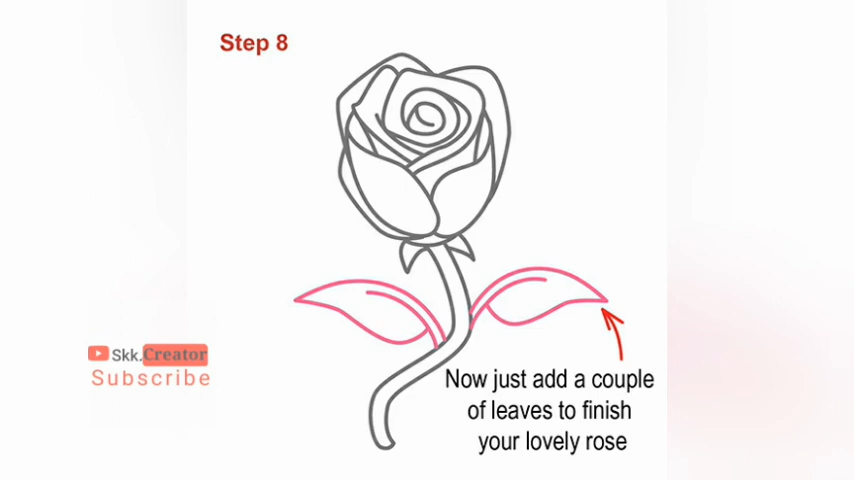 Step 8
Skk.Creator
Subscribe
Now just add a couple
of leaves to finish
your lovely rose